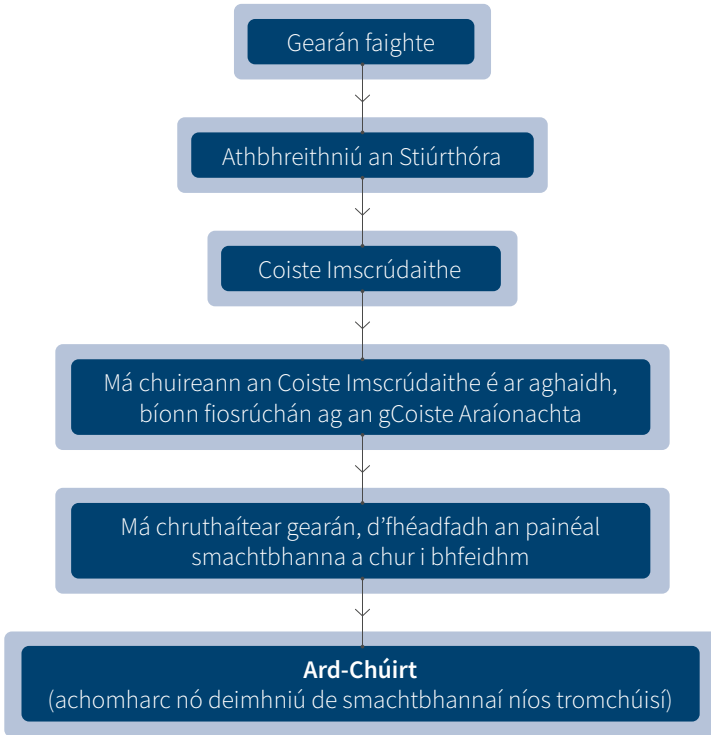 Gearán faighte
Athbhreithniú an Stiúrthóra
Coiste Imscrúdaithe
Má chuireann an Coiste Imscrúdaithe é ar aghaidh,
bíonn fiosrúchán ag an gCoiste Araíonachta
Má chruthaítear gearán, d'fhéadfadh an painéal
smachtbhanna a chur i bhfeidhm
Ard-Chúirt
(achomharc nó deimhniú de smachtbhannaí níos tromchúisí)